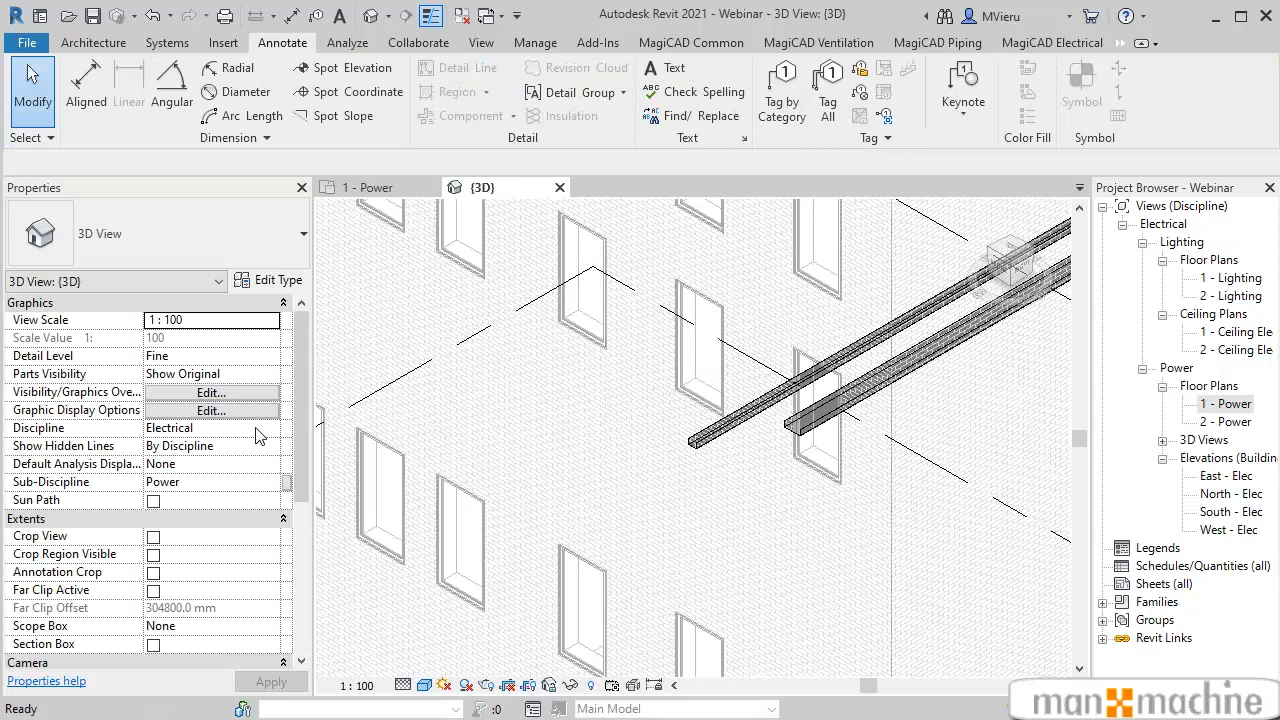 Autodesk Revit 2021 - Webinar - 3D View: {3D}
MVieru
File
Architecture
Systems
Insert
Annotate
Analyze
Collaborate
View
Manage
Add-Ins
MagiCAD Common
MagiCAD Ventilation
MagiCAD Piping
MagiCAD Electrical
Modify
Select
Aligned
Linear
Angular
Radial
Diameter
Arc Length
Spot Elevation
Spot Coordinate
Spot Slope
Dimension
Detail Line
Region
Component
Revision Cloud
Detail Group
Insulation
Detail
Text
Check Spelling
Find/ Replace
Text
Tag by
Category
Tag
All
Tag
Keynote
Color Fill
Symbol
Symbol
Properties
3D View
3D View: {3D}
Edit Type
Graphics
View Scale 1 : 100
Scale Value 1: 100
Detail Level Fine
Parts Visibility Show Original
Visibility/Graphics Ove... Edit...
Graphic Display Options Edit...
Discipline Electrical
Show Hidden Lines By Discipline
Default Analysis Displa... None
Sub-Discipline Power
Sun Path
Extents
Crop View
Crop Region Visible
Annotation Crop
Far Clip Active
Far Clip Offset 304800.0 mm
Scope Box None
Section Box
Camera
Properties help
Apply
1 - Power
{3D}
1 : 100
Project Browser - Webinar
Views (Discipline)
Electrical
Lighting
Floor Plans
1 - Lighting
2 - Lighting
Ceiling Plans
1 - Ceiling Ele
2 - Ceiling Ele
Power
Floor Plans
1 - Power
2 - Power
3D Views
Elevations (Buildin
East - Elec
North - Elec
South - Elec
West - Elec
Legends
Schedules/Quantities (all)
Sheets (all)
Families
Groups
Revit Links
Ready
:0
Main Model
man machine